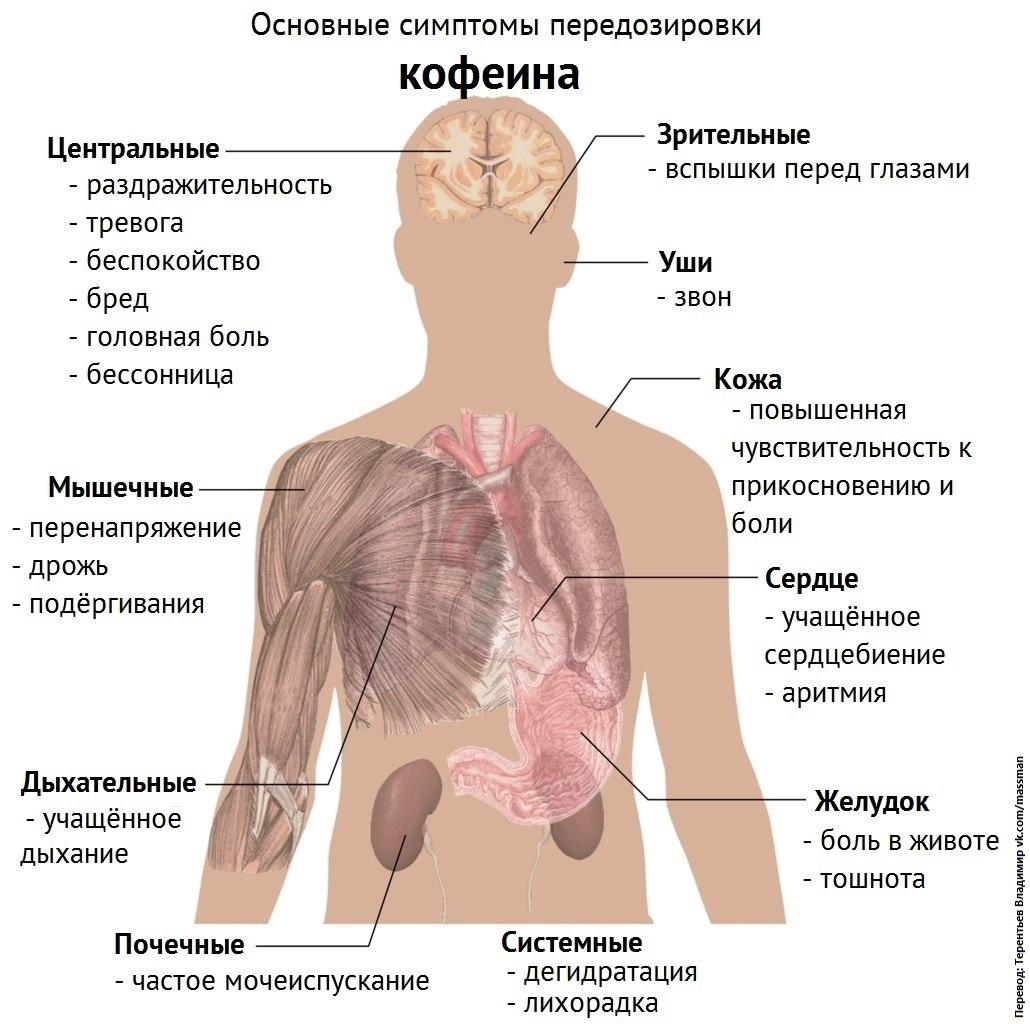 Основные симптомы передозировки
кофеина
Центральные
- раздражительность
- тревога
- беспокойство
- бред
- головная боль
- бессонница
Зрительные
- вспышки перед глазами
Уши
- звон
Кожа
- повышенная
чувствительность к
прикосновению и
боли
Мышечные
- перенапряжение
- дрожь
- подёргивания
Сердце
- учащённое
сердцебиение
- аритмия
Дыхательные
- учащённое
дыхание
Желудок
- боль в животе
- тошнота
Почечные
- частое мочеиспускание
Системные
- дегидратация
- лихорадка
Перевод: Терентьев Владимир vk.com/massman